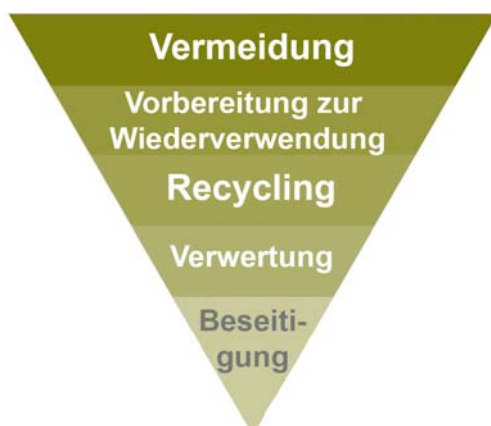 Vermeidung
Vorbereitung zur
Wiederverwendung
Recycling
Verwertung
Beseiti-
gung